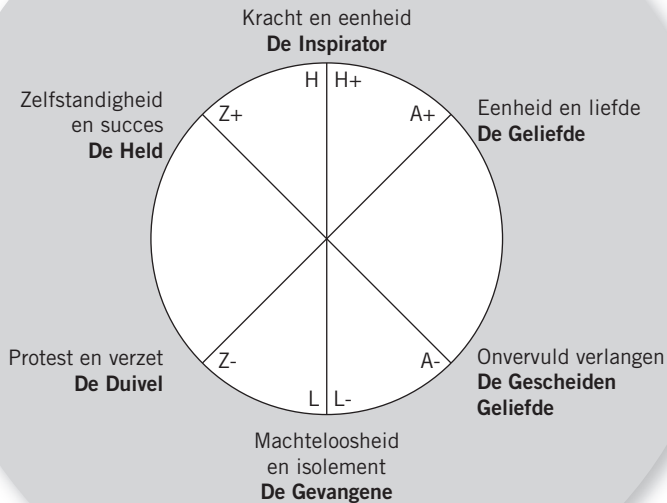 Kracht en eenheid
De Inspirator
H H+
Zelfstandigheid
en succes
De Held
Z+
A+
Eenheid en liefde
De Geliefde
Protest en verzet
De Duivel
Z-
A-
Onvervuld verlangen
De Gescheiden
Geliefde
L L-
Machteloosheid
en isolement
De Gevangene